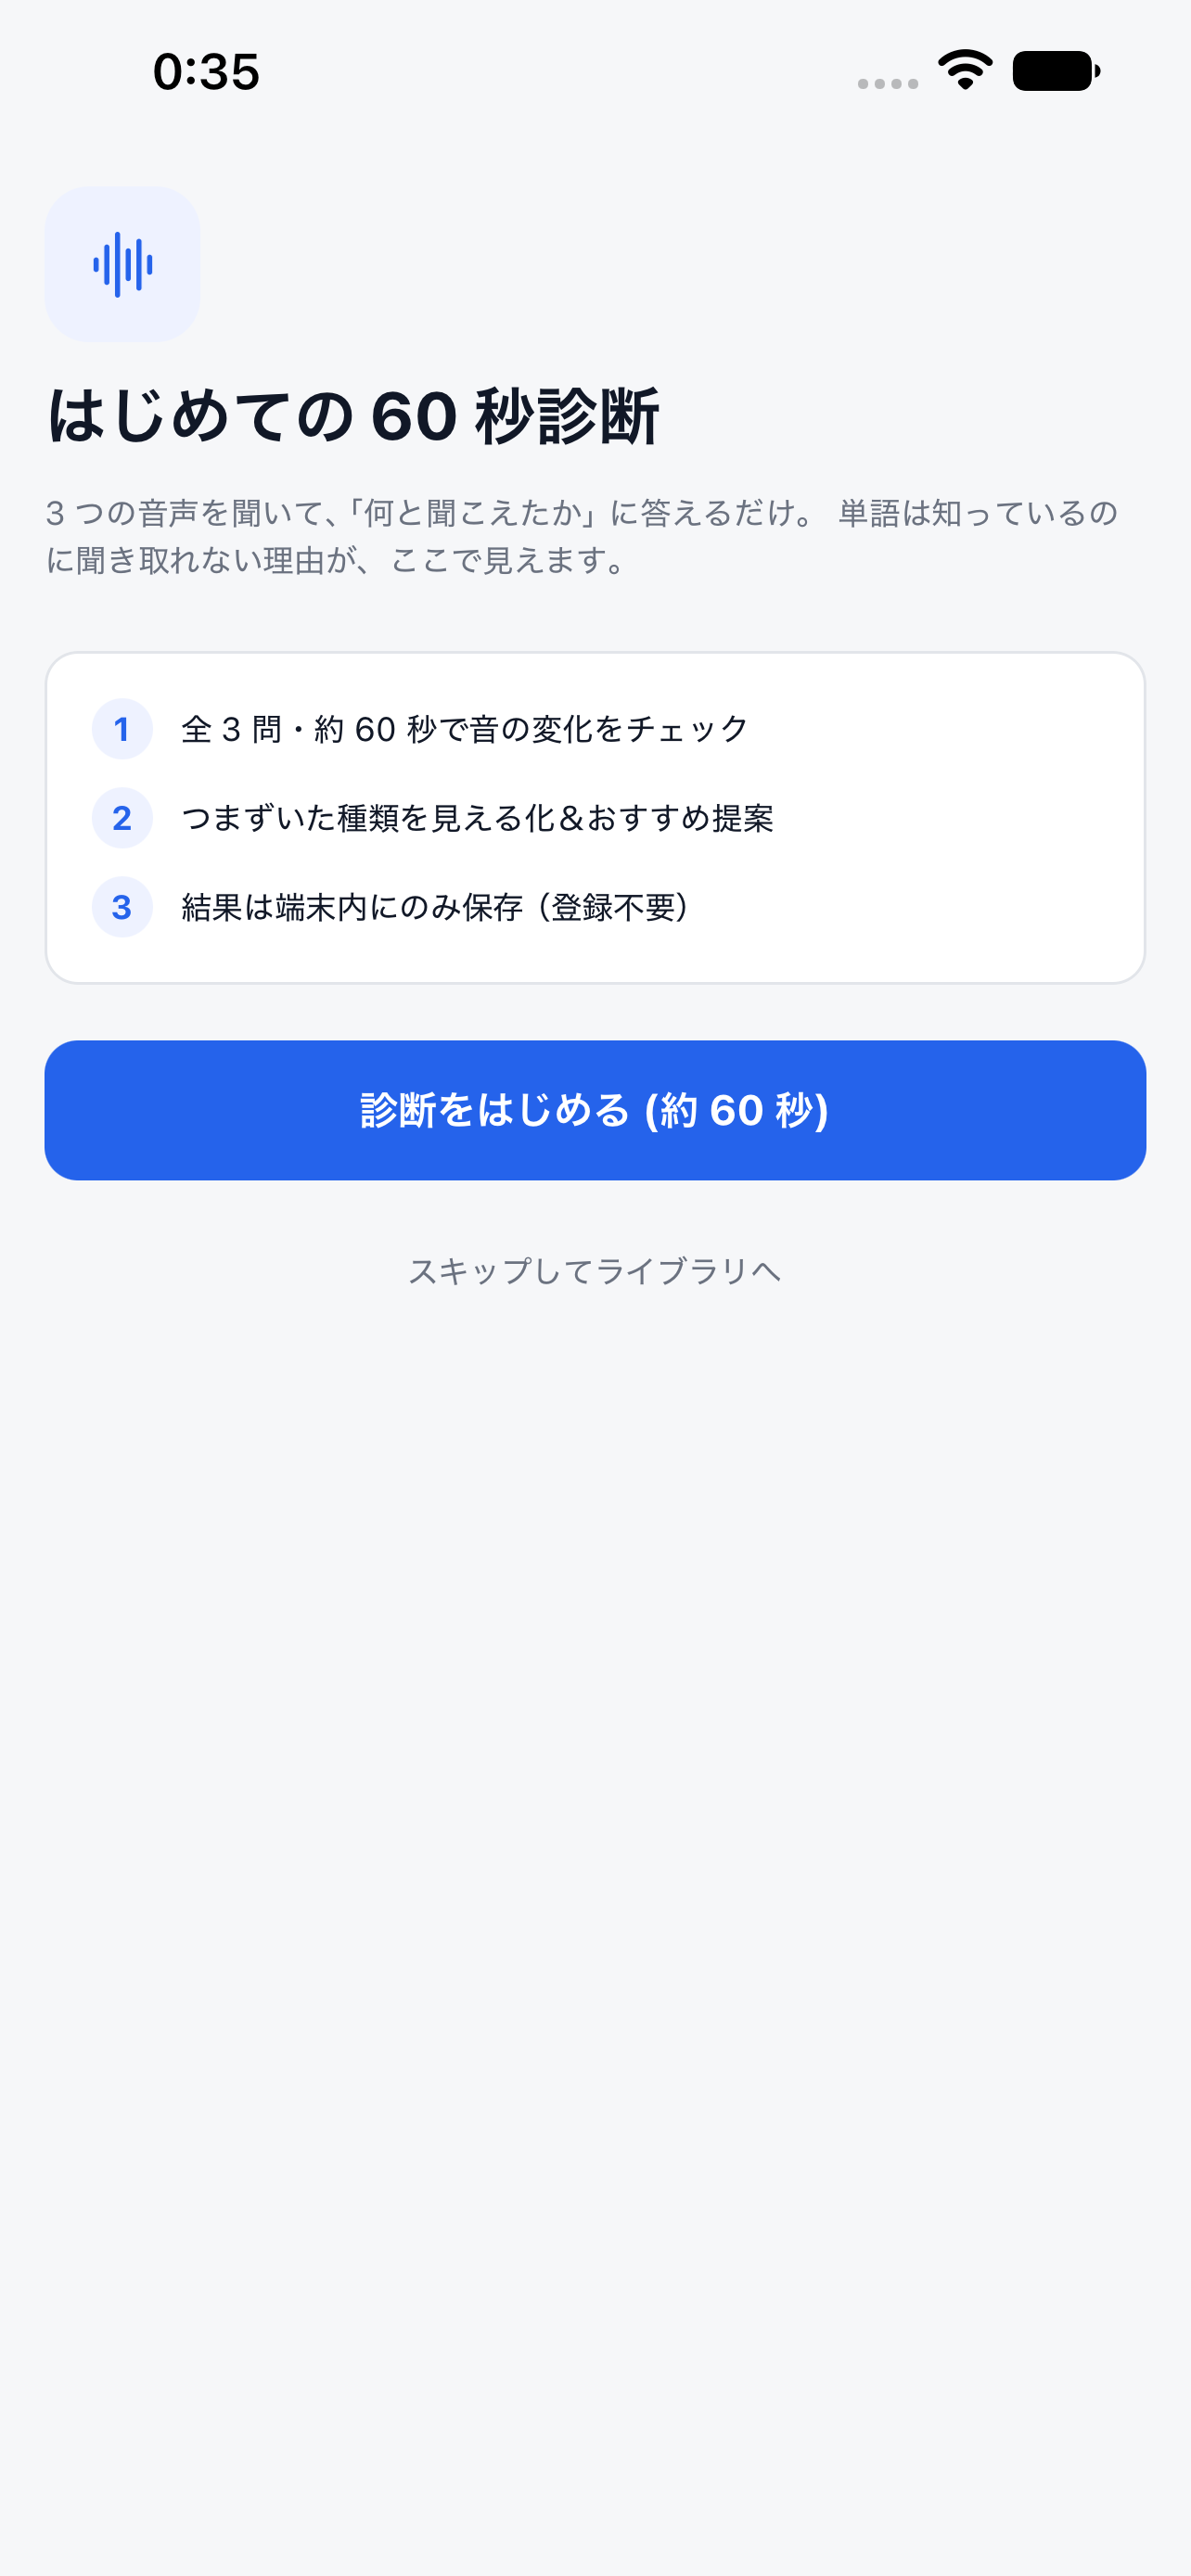 0:35
はじめての 60 秒診断
3 つの音声を聞いて、「何と聞こえたか」に答えるだけ。 単語は知っているの
に聞き取れない理由が、ここで見えます。
1 全 3 問・約 60 秒で音の変化をチェック
2 つまずいた種類を見える化&おすすめ提案
3 結果は端末内にのみ保存（登録不要）
診断をはじめる (約 60 秒)
スキップしてライブラリへ